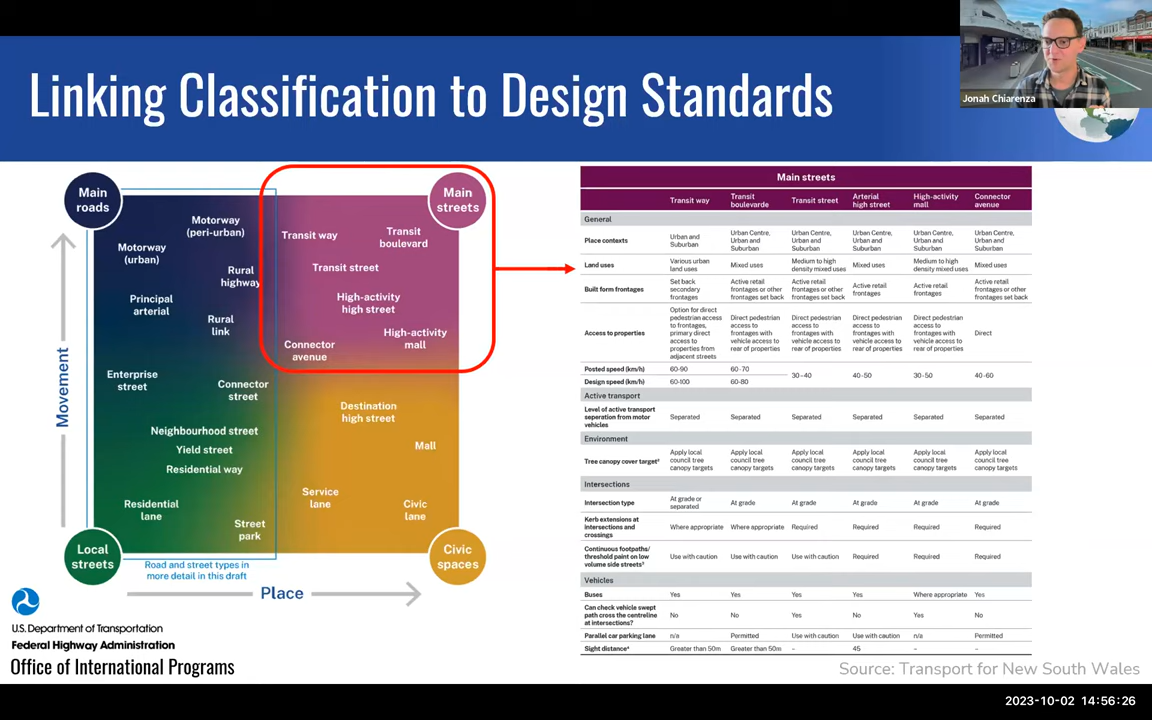 Linking Classification to Design Standards
Jonah Chiarenza
Main
roads
Main
streets
Motorway
(peri-urban)
Motorway
(urban)
Rural
highway
Principal
arterial
Rural
link
Transit way
Transit
boulevard
Transit street
High-activity
high street
High-activity
mall
Connector
avenue
Enterprise
street
Connector
street
Destination
high street
Neighbourhood street
Mall
Yield street
Residential way
Residential
lane
Service
lane
Civic
lane
Street
park
Local
streets
Civic
spaces
Movement
Road and street types in
more detail in this draft
Place
U.S. Department of Transportation
Federal Highway Administration
Office of International Programs
Main streets
Transit way
Transit
boulevarde
Transit street
Arterial
high street
High-activity
mall
Connector
avenue
General
Place contexts
Urban and
Suburban
Urban Centre,
Urban and
Suburban
Urban Centre,
Urban and
Suburban
Urban Centre,
Urban and
Suburban
Urban Centre,
Urban and
Suburban
Urban Centre,
Urban and
Suburban
Land uses
Various urban
land uses
Mixed uses
Medium to high
density mixed uses
Mixed uses
Medium to high
density mixed uses
Mixed uses
Built form frontages
Set back
secondary
frontages
Active retail
frontages or other
frontages set back
Active retail
frontages or other
frontages set back
Active retail
frontages
Active retail
frontages
Active retail
frontages or other
frontages set back
Access to properties
Option for direct
pedestrian access
to frontages,
primary direct
access to
properties from
adjacent streets
Direct pedestrian
access to
frontages with
vehicle access to
rear of properties
Direct pedestrian
access to
frontages with
vehicle access to
rear of properties
Direct pedestrian
access to
frontages with
vehicle access to
rear of properties
Direct pedestrian
access to
frontages with
vehicle access to
rear of properties
Direct
Posted speed (km/h)
60-90
60-70
30-40
40-50
30-50
40-60
Design speed (km/h)
60-100
60-80
Active transport
Level of active transport
seperation from motor
vehicles
Separated
Separated
Separated
Separated
Separated
Separated
Environment
Tree canopy cover target
Apply local
council tree
canopy targets
Apply local
council tree
canopy targets
Apply local
council tree
canopy targets
Apply local
council tree
canopy targets
Apply local
council tree
canopy targets
Apply local
council tree
canopy targets
Intersections
Intersection type
At grade or
separated
At grade
At grade
At grade
At grade
At grade
Kerb extensions at
intersections and
crossings
Where appropriate
Where appropriate
Required
Required
Required
Required
Continuous footpaths/
threshold paint on low
volume side streets
Use with caution
Use with caution
Use with caution
Required
Required
Required
Vehicles
Buses
Yes
Yes
Yes
Yes
Where appropriate
Yes
Can check vehicle swept
path cross the centreline
at intersections?
No
No
Yes
No
Yes
No
Parallel car parking lane
n/a
Permitted
Use with caution
Use with caution
n/a
Permitted
Sight distance
Greater than 50m
Greater than 50m
–
45
–
–
Source: Transport for New South Wales
2023-10-02 14:56:26